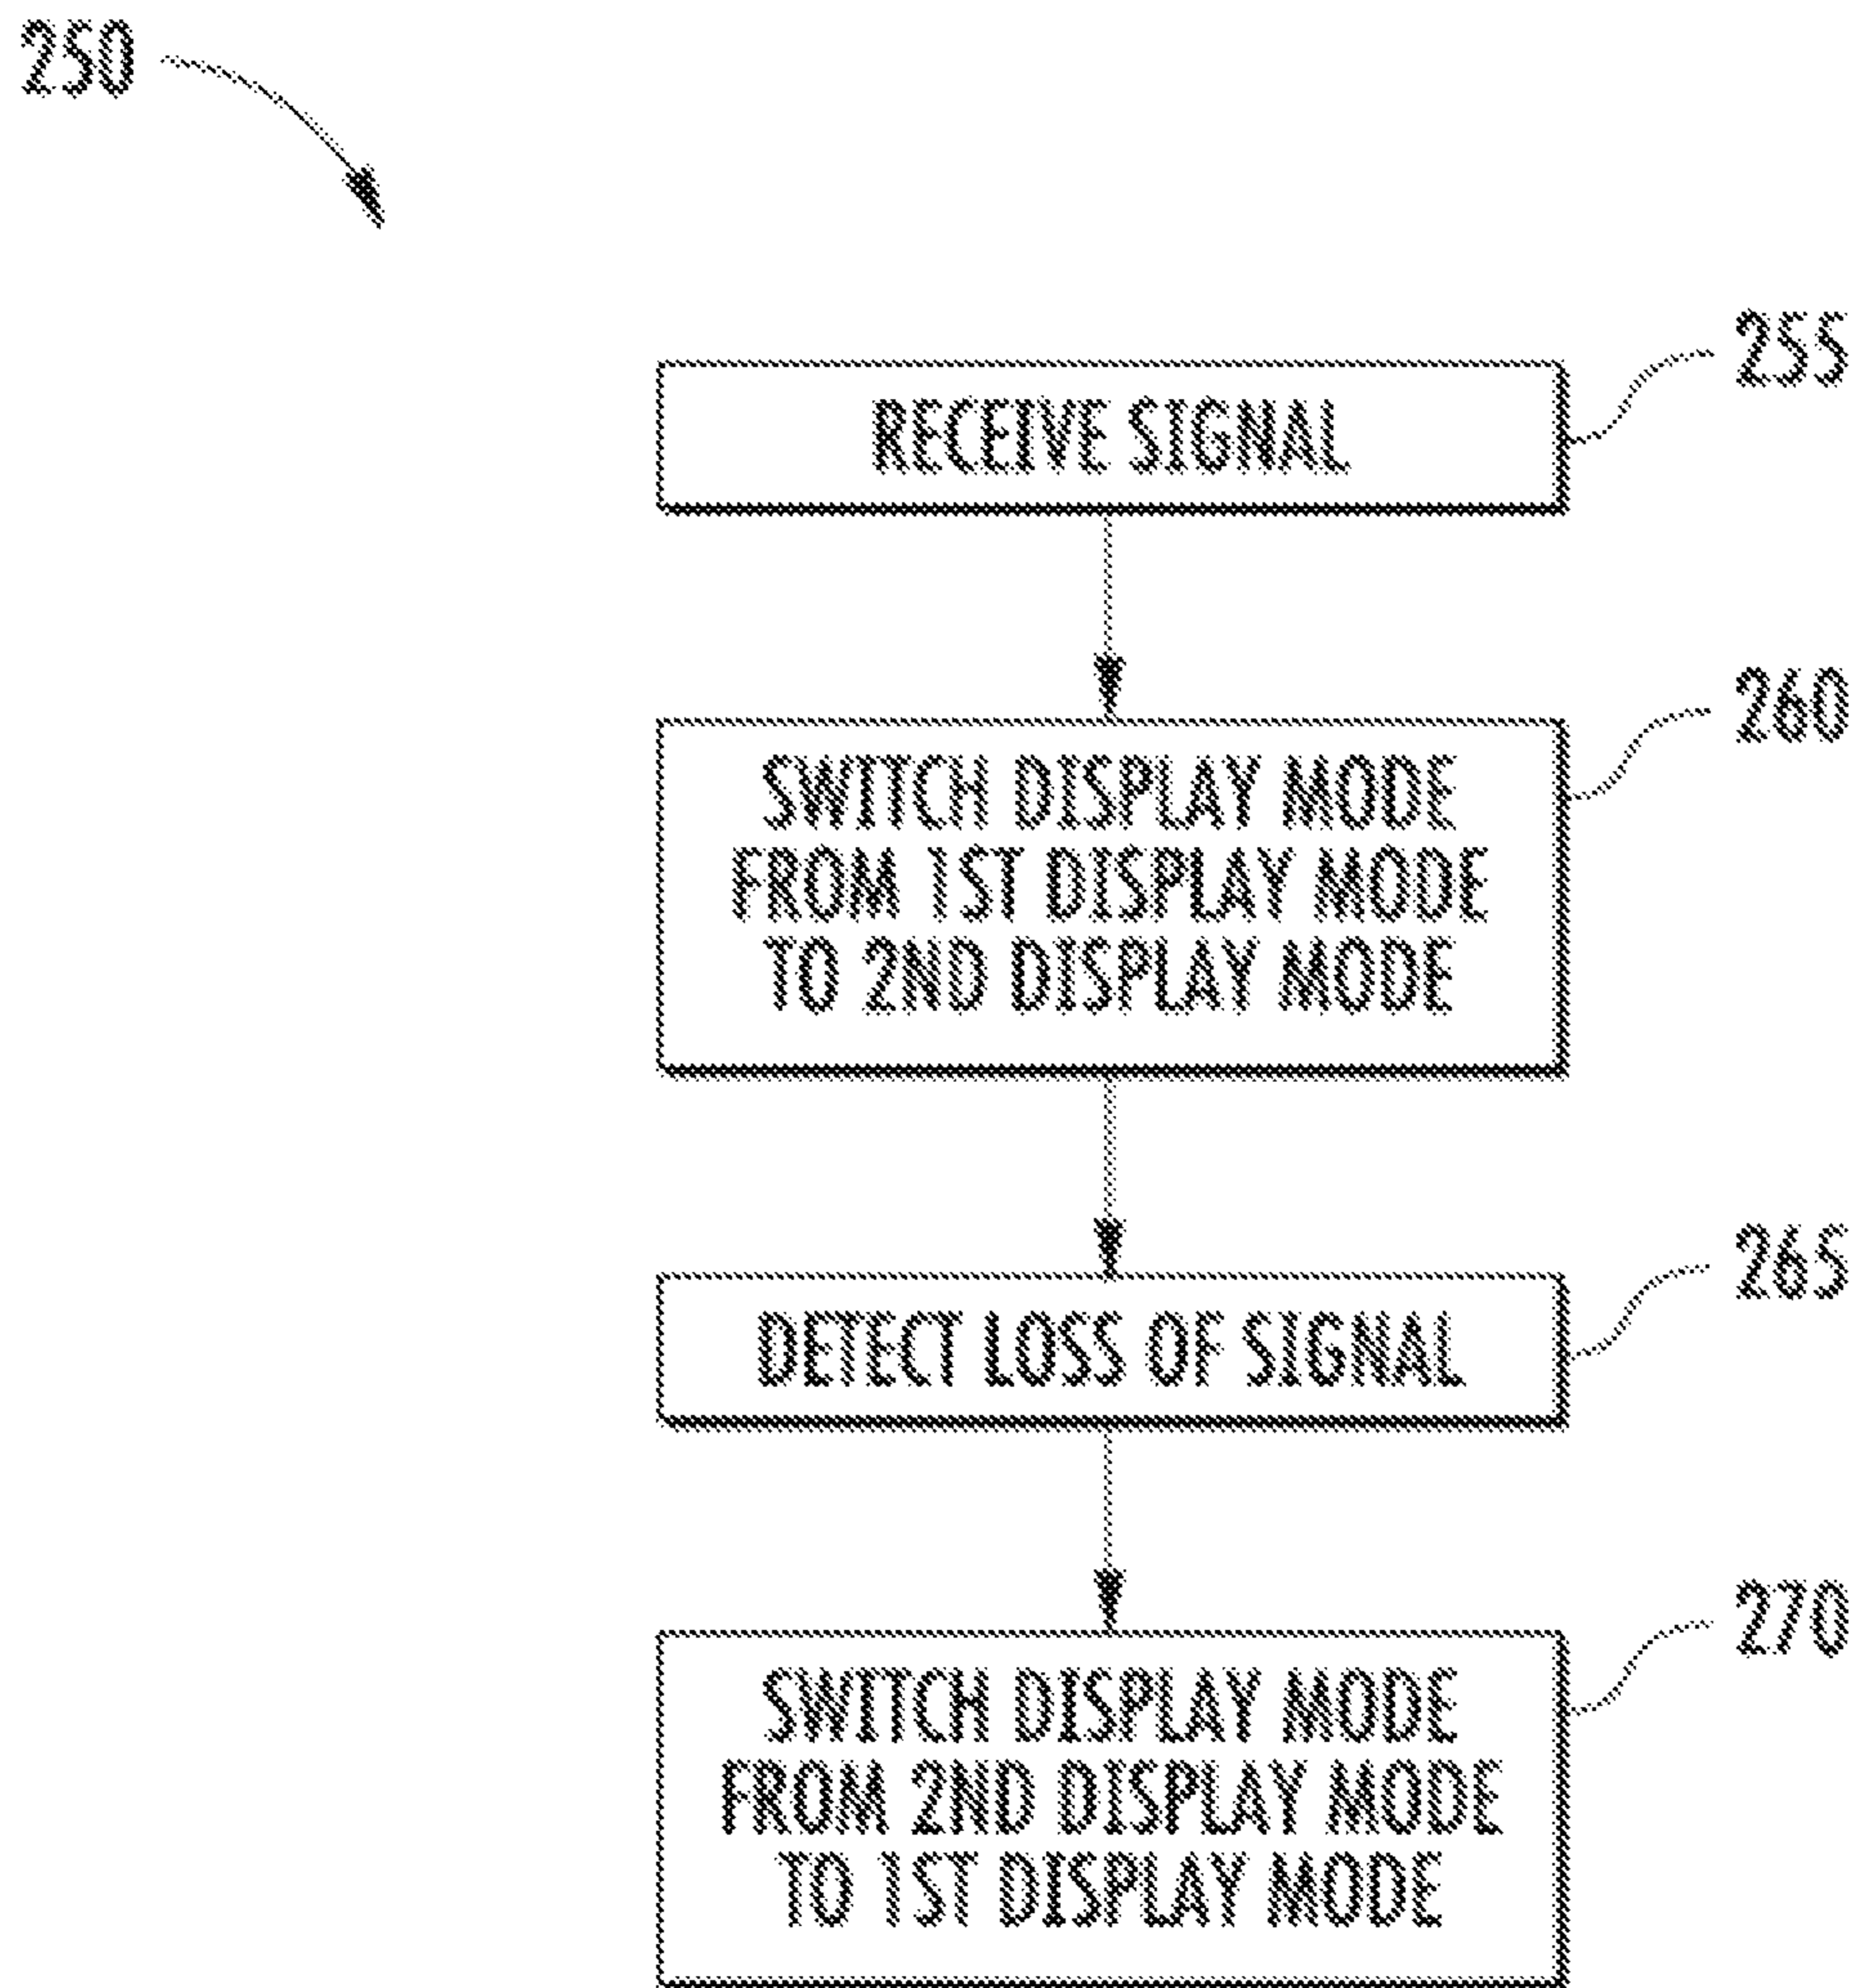 250
255
RECEIVE SIGNAL
260
SWITCH DISPLAY MODE
FROM 1ST DISPLAY MODE
TO 2ND DISPLAY MODE
265
DETECT LOSS OF SIGNAL
270
SWITCH DISPLAY MODE
FROM 2ND DISPLAY MODE
TO 1ST DISPLAY MODE